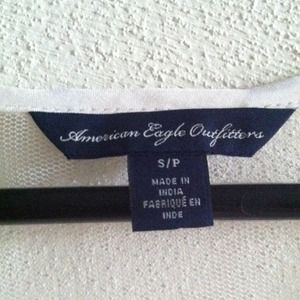 American Eagle Outfitters
S/P
MADE IN
INDIA
FABRIQUÉ EN
INDE